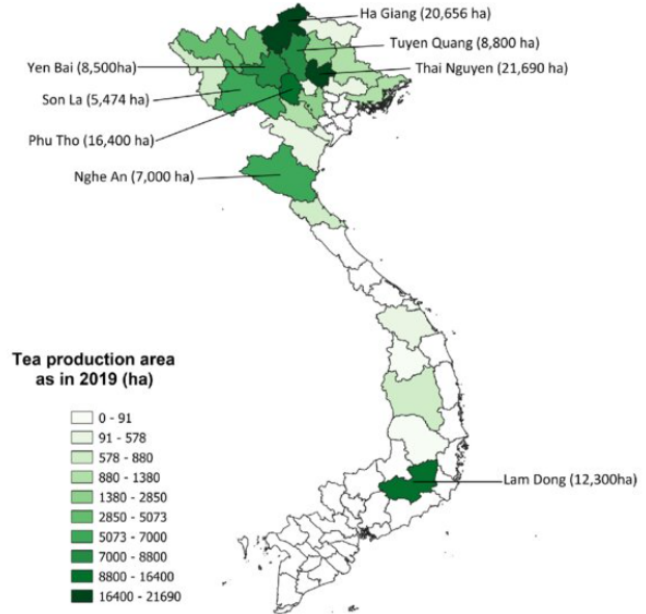 Ha Giang (20,656 ha)
Tuyen Quang (8,800 ha)
Yen Bai (8,500ha)
Thai Nguyen (21,690 ha)
Son La (5,474 ha)
Phu Tho (16,400 ha)
Nghe An (7,000 ha)
Tea production area
as in 2019 (ha)
0 - 91
91 - 578
578 - 880
880 - 1380
1380 - 2850
2850 - 5073
5073 - 7000
7000 - 8800
8800 - 16400
16400 - 21690
Lam Dong (12,300ha)